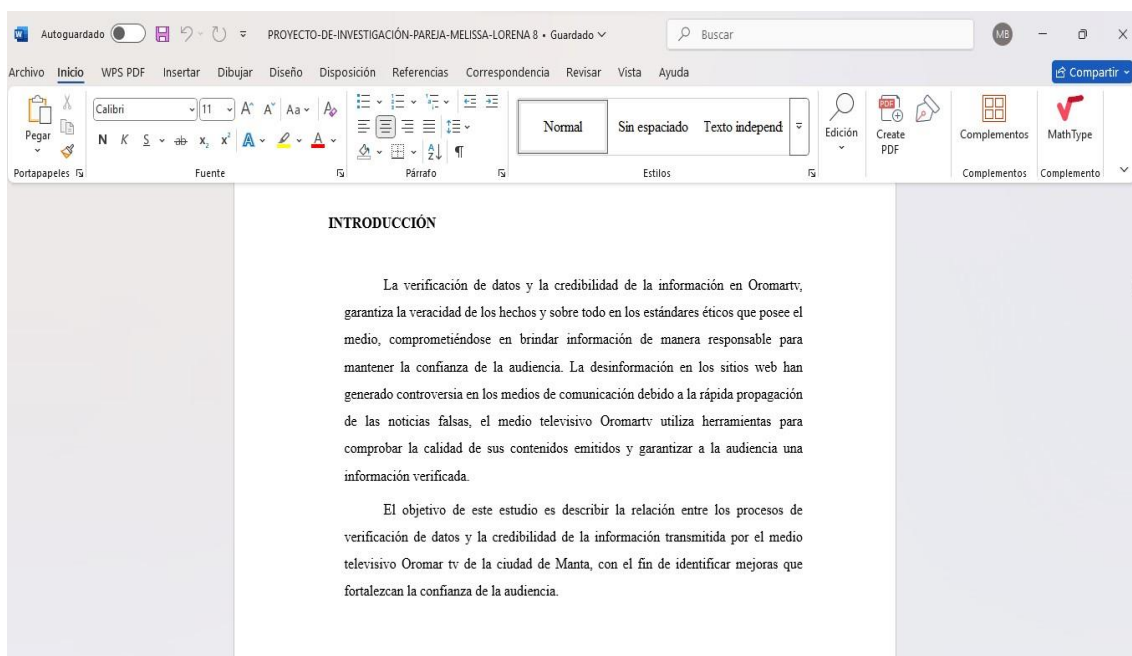 Autoguardado PROYECTO-DE-INVESTIGACIÓN-PAREJA-MELISSA-LORENA 8 • Guardado Buscar MB
Archivo Inicio WPS PDF Insertar Dibujar Diseño Disposición Referencias Correspondencia Revisar Vista Ayuda Compartir
Pegar
Calibri 11 A A Aa A
N K S ab x₂ x² A A
Normal Sin espaciado Texto independ
Edición
Create PDF
Complementos
MathType
Portapapeles Fuente Párrafo Estilos Complementos Complemento
INTRODUCCIÓN
La verificación de datos y la credibilidad de la información en Oromartv,
garantiza la veracidad de los hechos y sobre todo en los estándares éticos que posee el
medio, comprometiéndose en brindar información de manera responsable para
mantener la confianza de la audiencia. La desinformación en los sitios web han
generado controversia en los medios de comunicación debido a la rápida propagación
de las noticias falsas, el medio televisivo Oromartv utiliza herramientas para
comprobar la calidad de sus contenidos emitidos y garantizar a la audiencia una
información verificada.
El objetivo de este estudio es describir la relación entre los procesos de
verificación de datos y la credibilidad de la información transmitida por el medio
televisivo Oromar tv de la ciudad de Manta, con el fin de identificar mejoras que
fortalezcan la confianza de la audiencia.